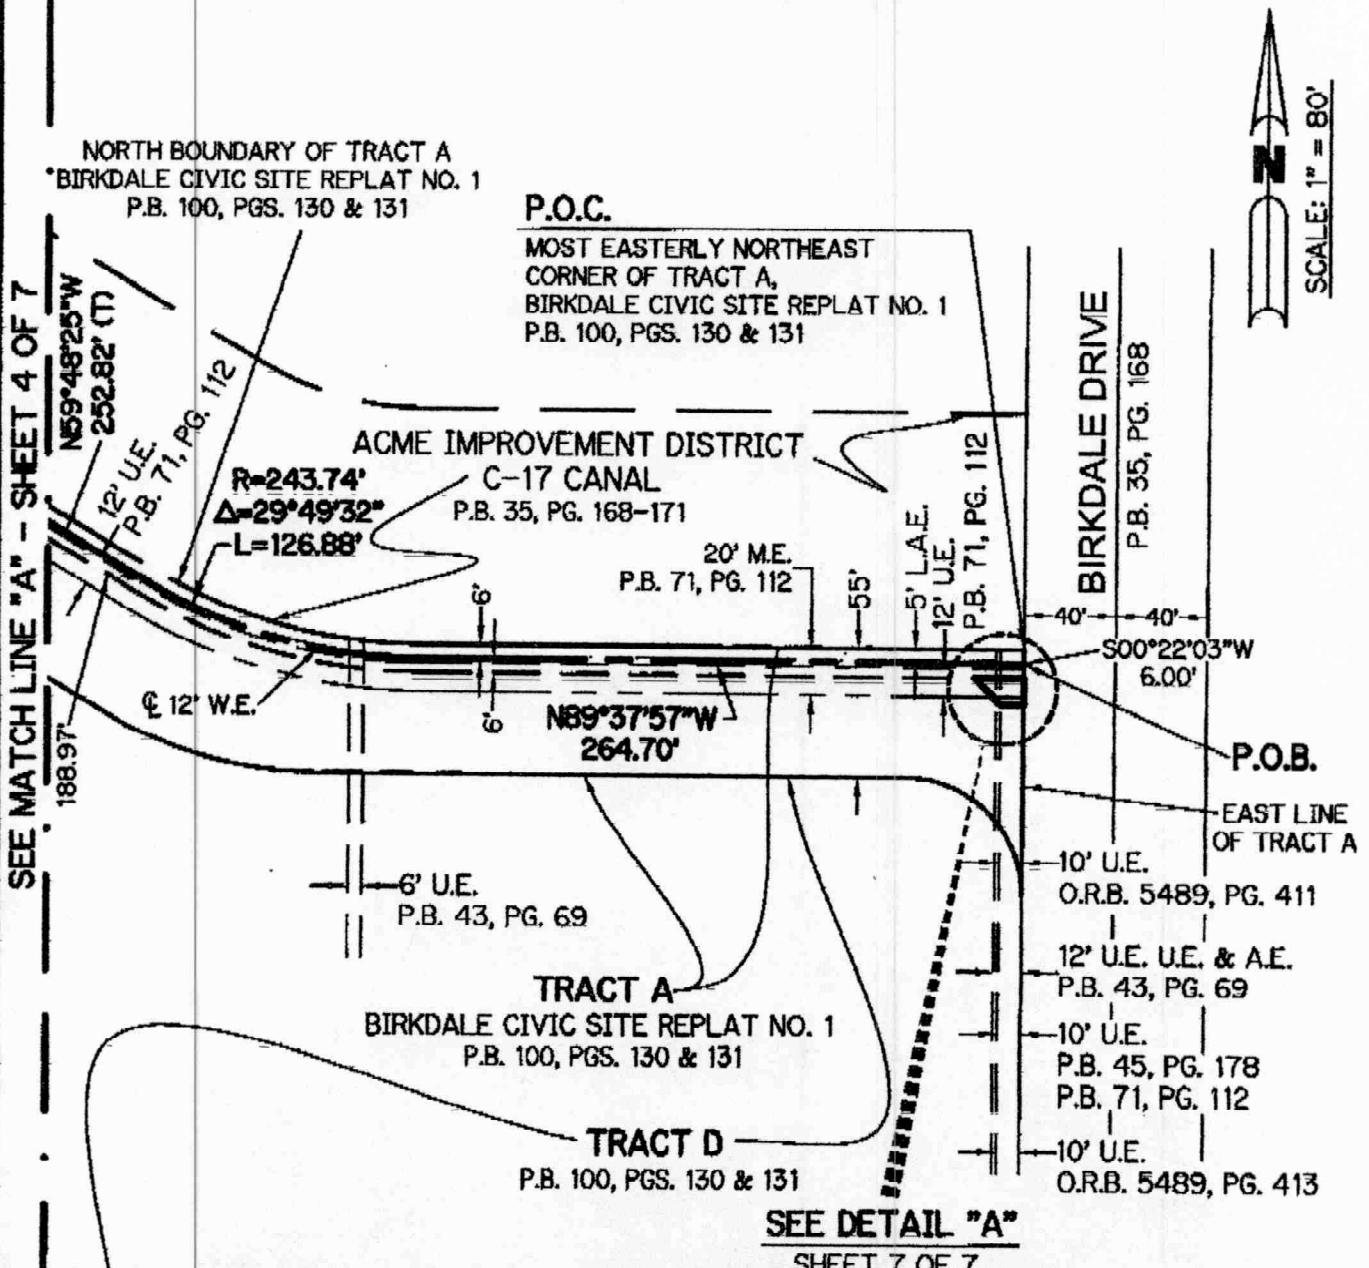 NORTH BOUNDARY OF TRACT A
BIRKDALE CIVIC SITE REPLAT NO. 1
P.B. 100, PGS. 130 & 131
P.O.C.
MOST EASTERLY NORTHEAST
CORNER OF TRACT A,
BIRKDALE CIVIC SITE REPLAT NO. 1
P.B. 100, PGS. 130 & 131
N
SCALE: 1" = 80'
SEE MATCH LINE "A" - SHEET 4 OF 7
N59°48'25"W
252.82' (T)
12' U.E.
P.B. 71, PG. 112
R=243.74'
Δ=29°49'32"
L=126.88'
ACME IMPROVEMENT DISTRICT
C-17 CANAL
P.B. 35, PG. 168-171
20' M.E.
P.B. 71, PG. 112
55'
5' L.A.E.
12' U.E.
P.B. 71, PG. 112
BIRKDALE DRIVE
P.B. 35, PG. 168
40'
40'
S00°22'03"W
6.00'
6'
6'
℄ 12' W.E.
188.97'
N89°37'57"W
264.70'
P.O.B.
EAST LINE
OF TRACT A
6' U.E.
P.B. 43, PG. 69
10' U.E.
O.R.B. 5489, PG. 411
12' U.E. U.E. & A.E.
P.B. 43, PG. 69
10' U.E.
P.B. 45, PG. 178
P.B. 71, PG. 112
10' U.E.
O.R.B. 5489, PG. 413
TRACT A
BIRKDALE CIVIC SITE REPLAT NO. 1
P.B. 100, PGS. 130 & 131
TRACT D
P.B. 100, PGS. 130 & 131
SEE DETAIL "A"
SHEET 7 OF 7